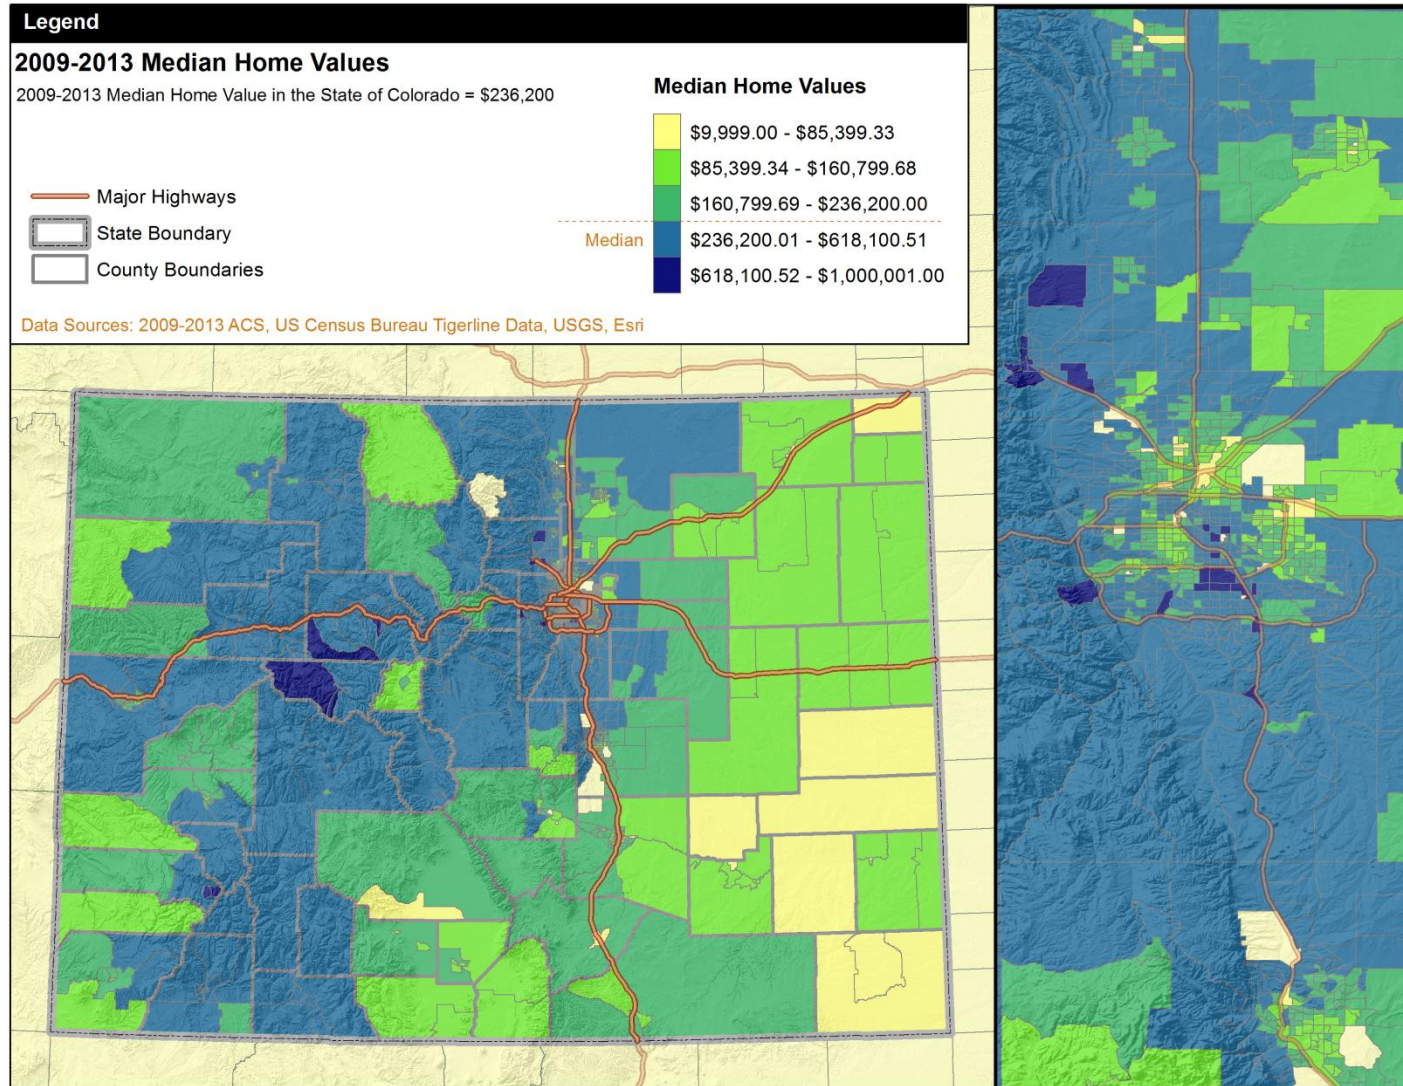 Legend
2009-2013 Median Home Values
2009-2013 Median Home Value in the State of Colorado = $236,200
Major Highways
State Boundary
County Boundaries
Median Home Values
$9,999.00 - $85,399.33
$85,399.34 - $160,799.68
$160,799.69 - $236,200.00
Median
$236,200.01 - $618,100.51
$618,100.52 - $1,000,001.00
Data Sources: 2009-2013 ACS, US Census Bureau Tigerline Data, USGS, Esri